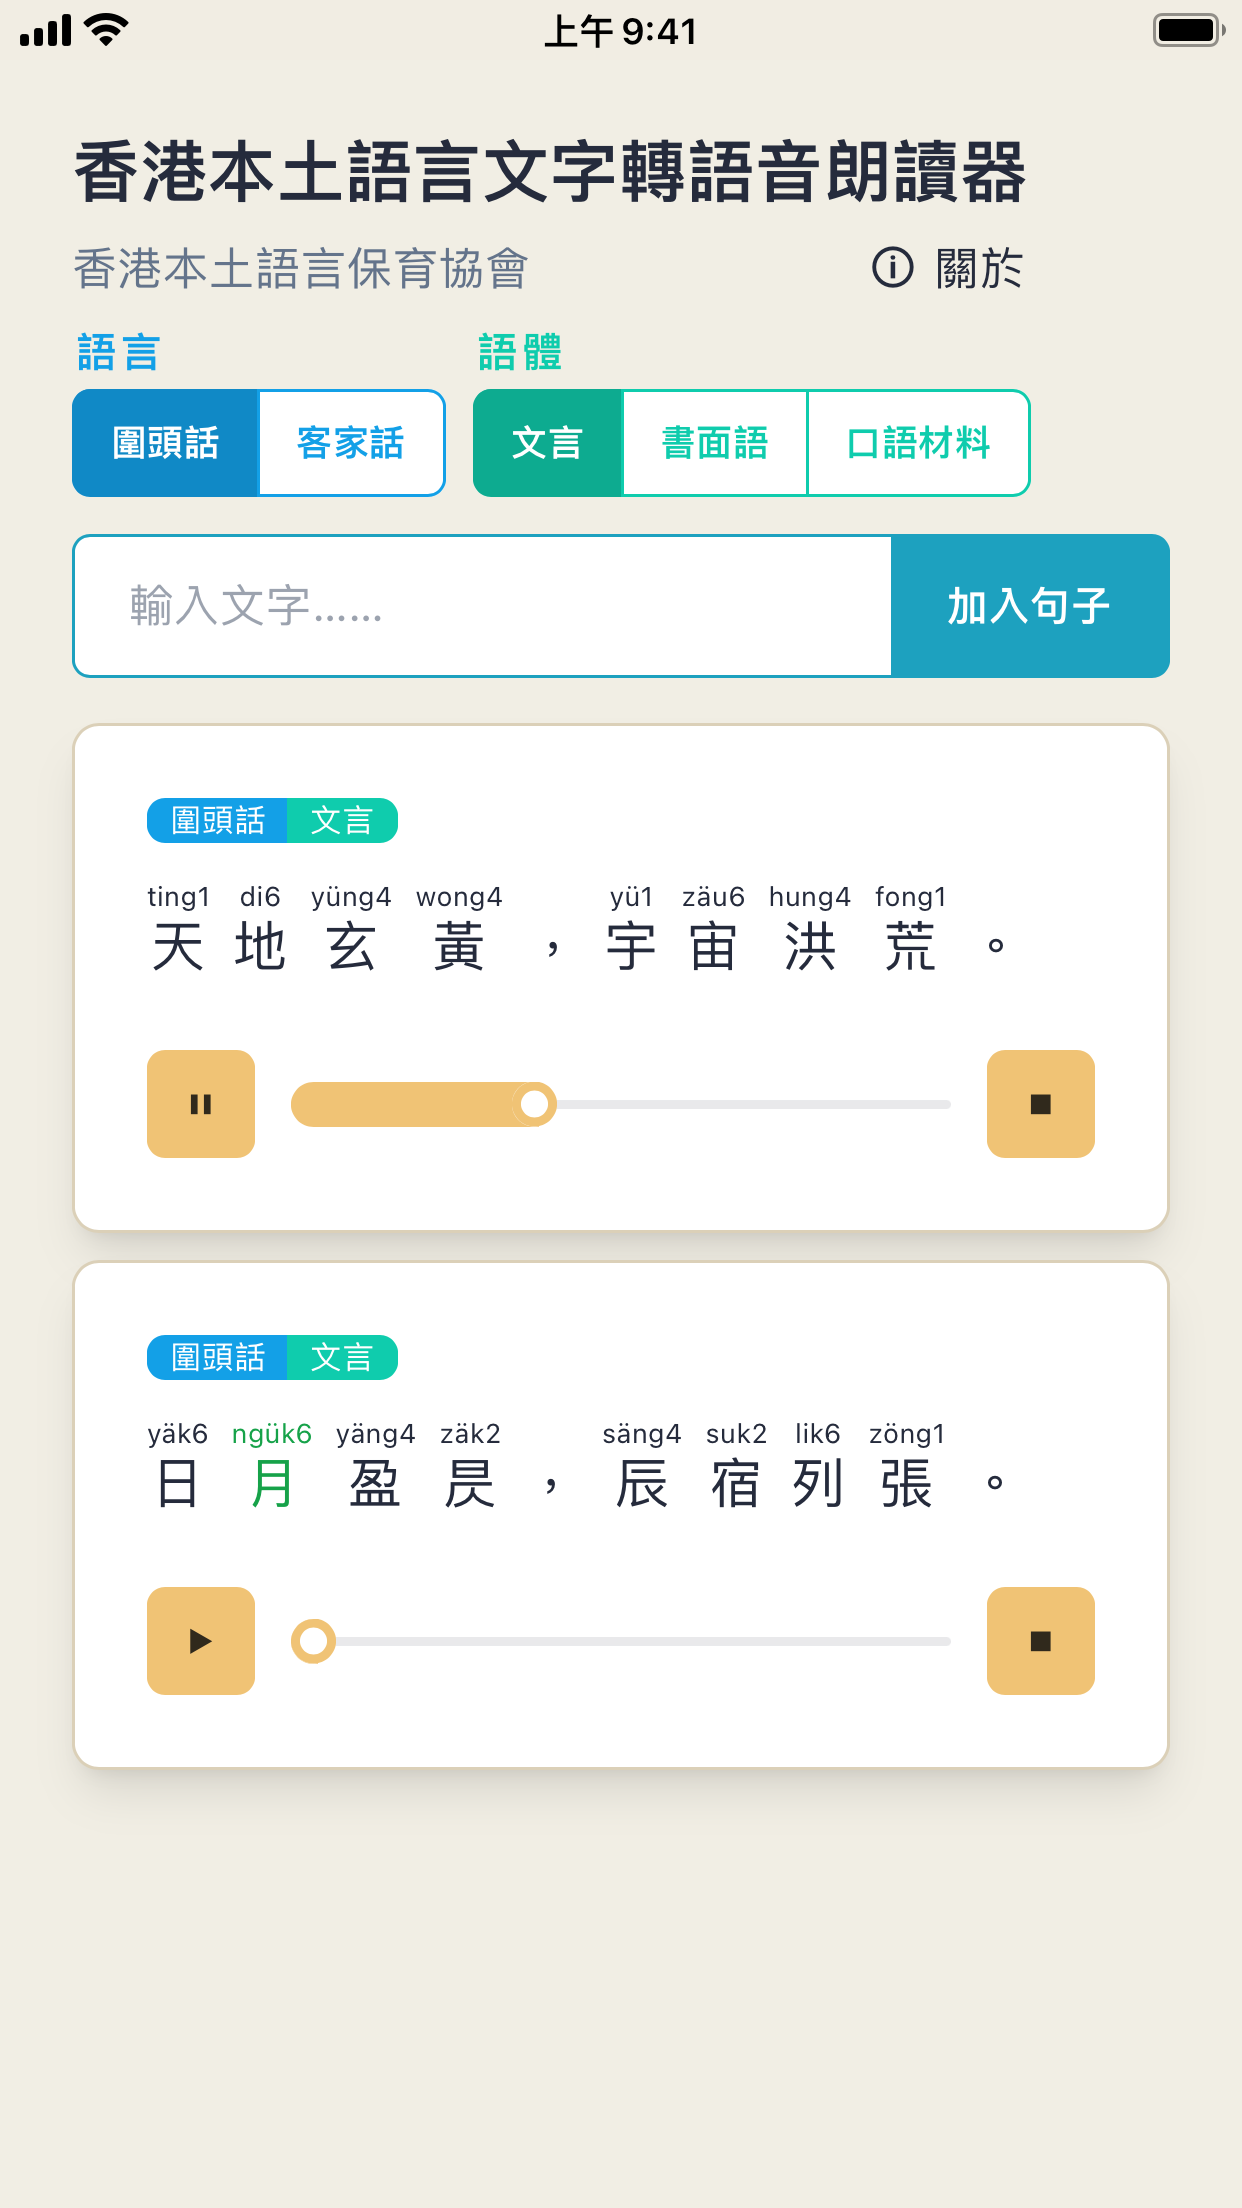 上午 9:41
香港本土語言文字轉語音朗讀器
香港本土語言保育協會 關於
語言 語體
圍頭話 客家話 文言 書面語 口語材料
輸入文字…… 加入句子
圍頭話 文言
ting1 di6 yüng4 wong4 yü1 zäu6 hung4 fong1
天地玄黃，宇宙洪荒。
圍頭話 文言
yäk6 ngük6 yäng4 zäk2 säng4 suk2 lik6 zöng1
日月盈昃，辰宿列張。